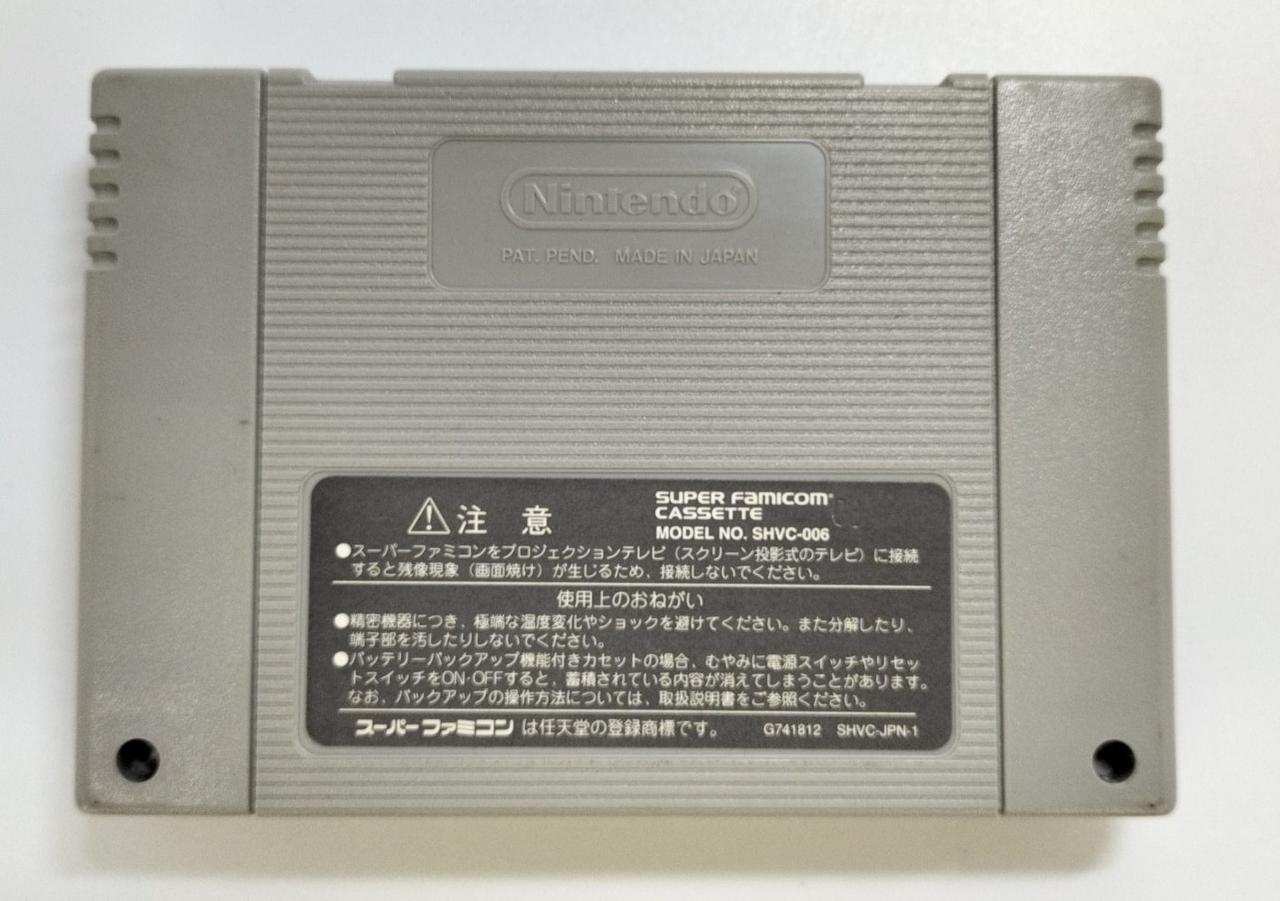 Nintendo®
PAT. PEND. MADE IN JAPAN
⚠注 意
SUPER FAMICOM®
CASSETTE
MODEL NO. SHVC-006
●スーパーファミコンをプロジェクションテレビ（スクリーン投影式のテレビ）に接続
すると残像現象（画面焼け）が生じるため、接続しないでください。
使用上のおねがい
●精密機器につき、極端な温度変化やショックを避けてください。また分解したり、
端子部を汚したりしないでください。
●バッテリーバックアップ機能付きカセットの場合、むやみに電源スイッチやリセッ
トスイッチをON・OFFすると、蓄積されている内容が消えてしまうことがあります。
なお、バックアップの操作方法については、取扱説明書をご参照ください。
スーパーファミコン は任天堂の登録商標です。 G741812 SHVC-JPN-1